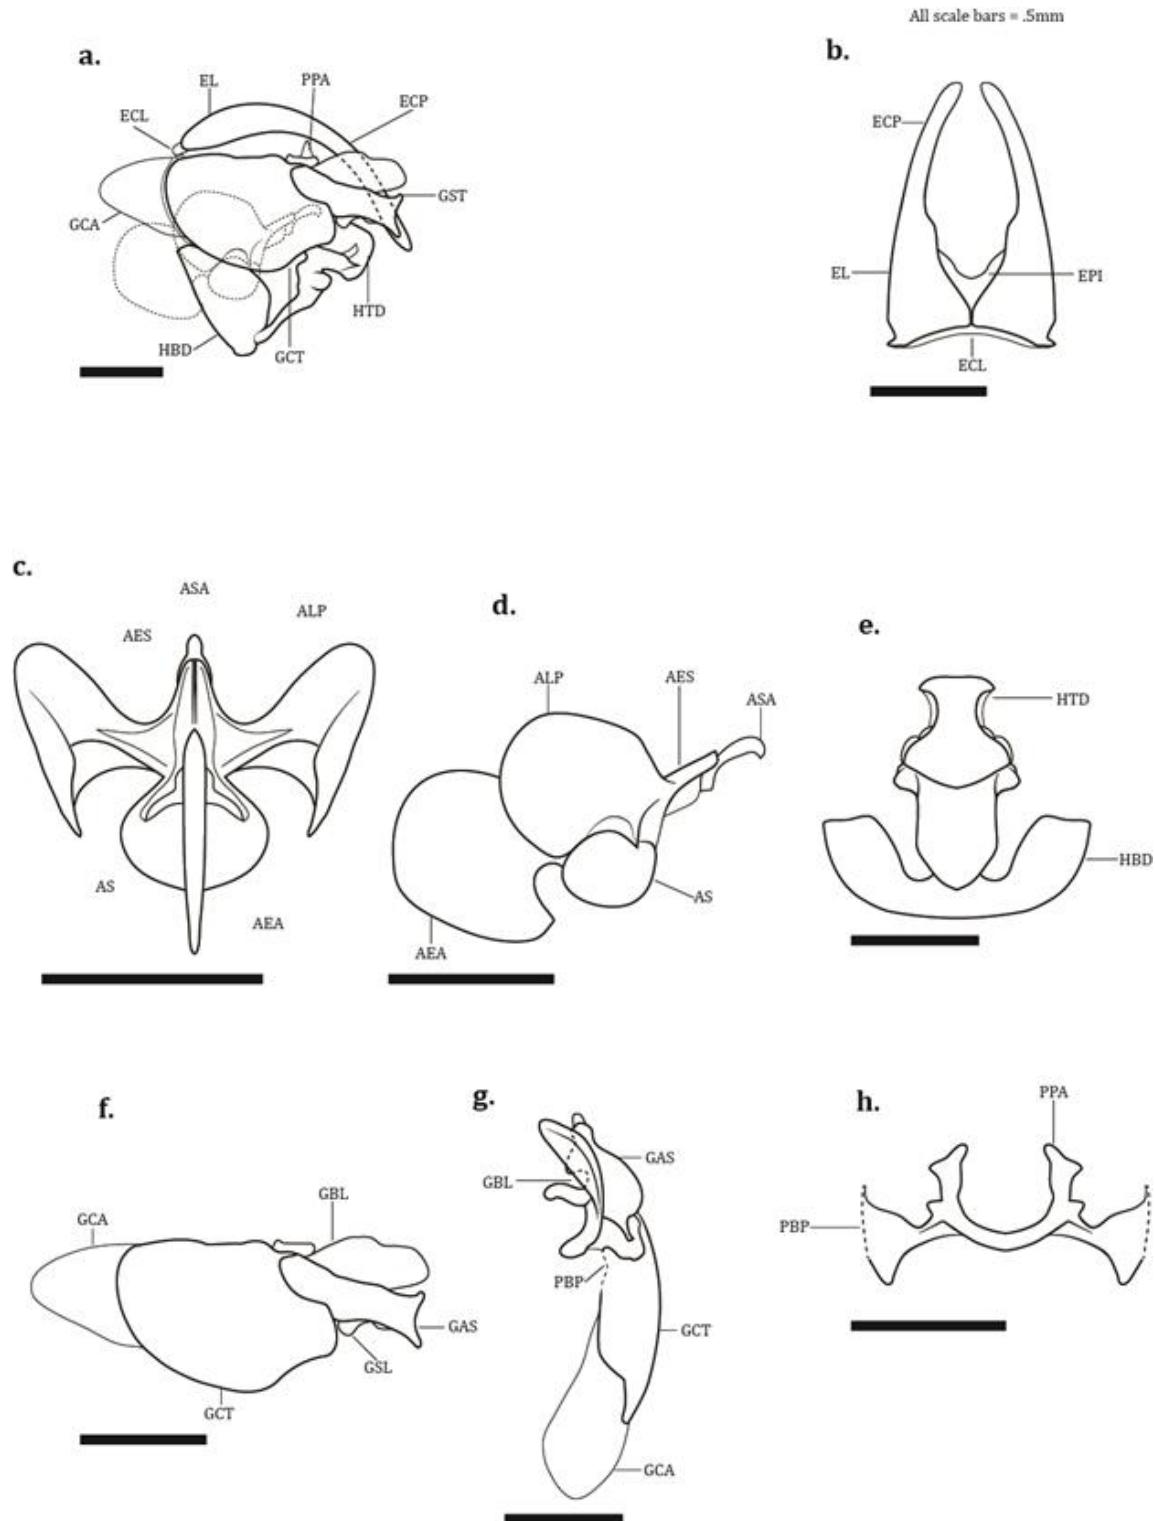 All scale bars = .5mm
a.
EL
PPA
ECP
ECL
GST
GCA
HTD
HBD
GCT
b.
ECP
EL
EPI
ECL
c.
ASA
ALP
AES
AS
AEA
d.
ALP
AES
ASA
AS
AEA
e.
HTD
HBD
f.
GBL
GCA
GAS
GSL
GCT
g.
GAS
GBL
PBP
GCT
GCA
h.
PPA
PBP